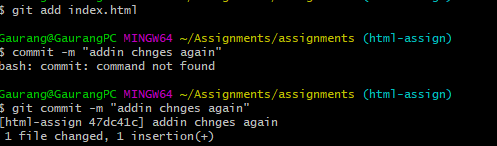 $ git add index.html
Gaurang@GaurangPC MINGW64 ~/Assignments/assignments (html-assign)
$ commit -m "addin chnges again"
bash: commit: command not found
Gaurang@GaurangPC MINGW64 ~/Assignments/assignments (html-assign)
$ git commit -m "addin chnges again"
[html-assign 47dc41c] addin chnges again
1 file changed, 1 insertion(+)